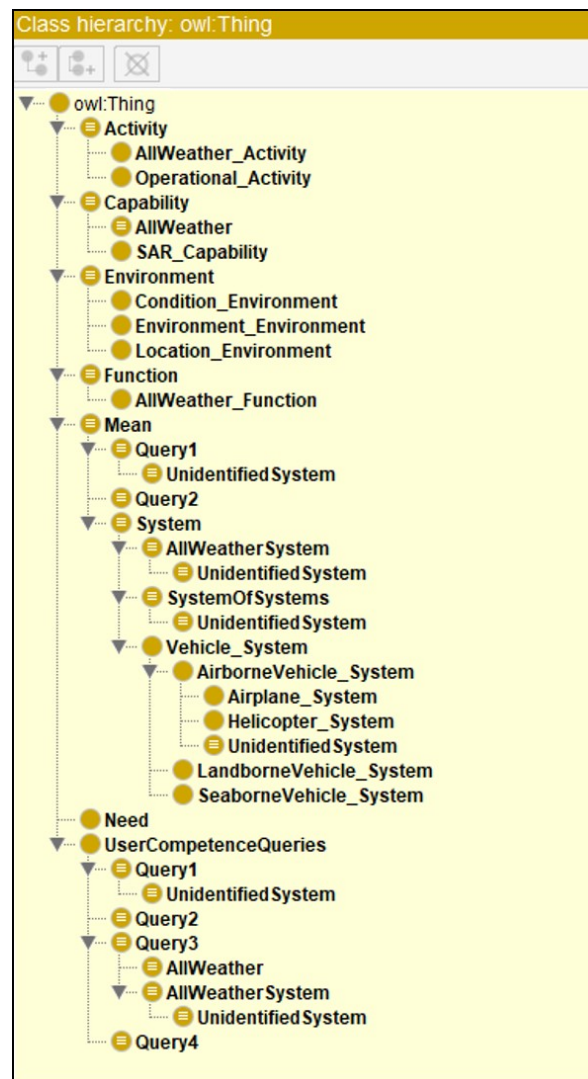 Class hierarchy: owl:Thing
owl:Thing
Activity
AllWeather_Activity
Operational_Activity
Capability
AllWeather
SAR_Capability
Environment
Condition_Environment
Environment_Environment
Location_Environment
Function
AllWeather_Function
Mean
Query1
UnidentifiedSystem
Query2
System
AllWeatherSystem
UnidentifiedSystem
SystemOfSystems
UnidentifiedSystem
Vehicle_System
AirborneVehicle_System
Airplane_System
Helicopter_System
UnidentifiedSystem
LandborneVehicle_System
SeaborneVehicle_System
Need
UserCompetenceQueries
Query1
UnidentifiedSystem
Query2
Query3
AllWeather
AllWeatherSystem
UnidentifiedSystem
Query4